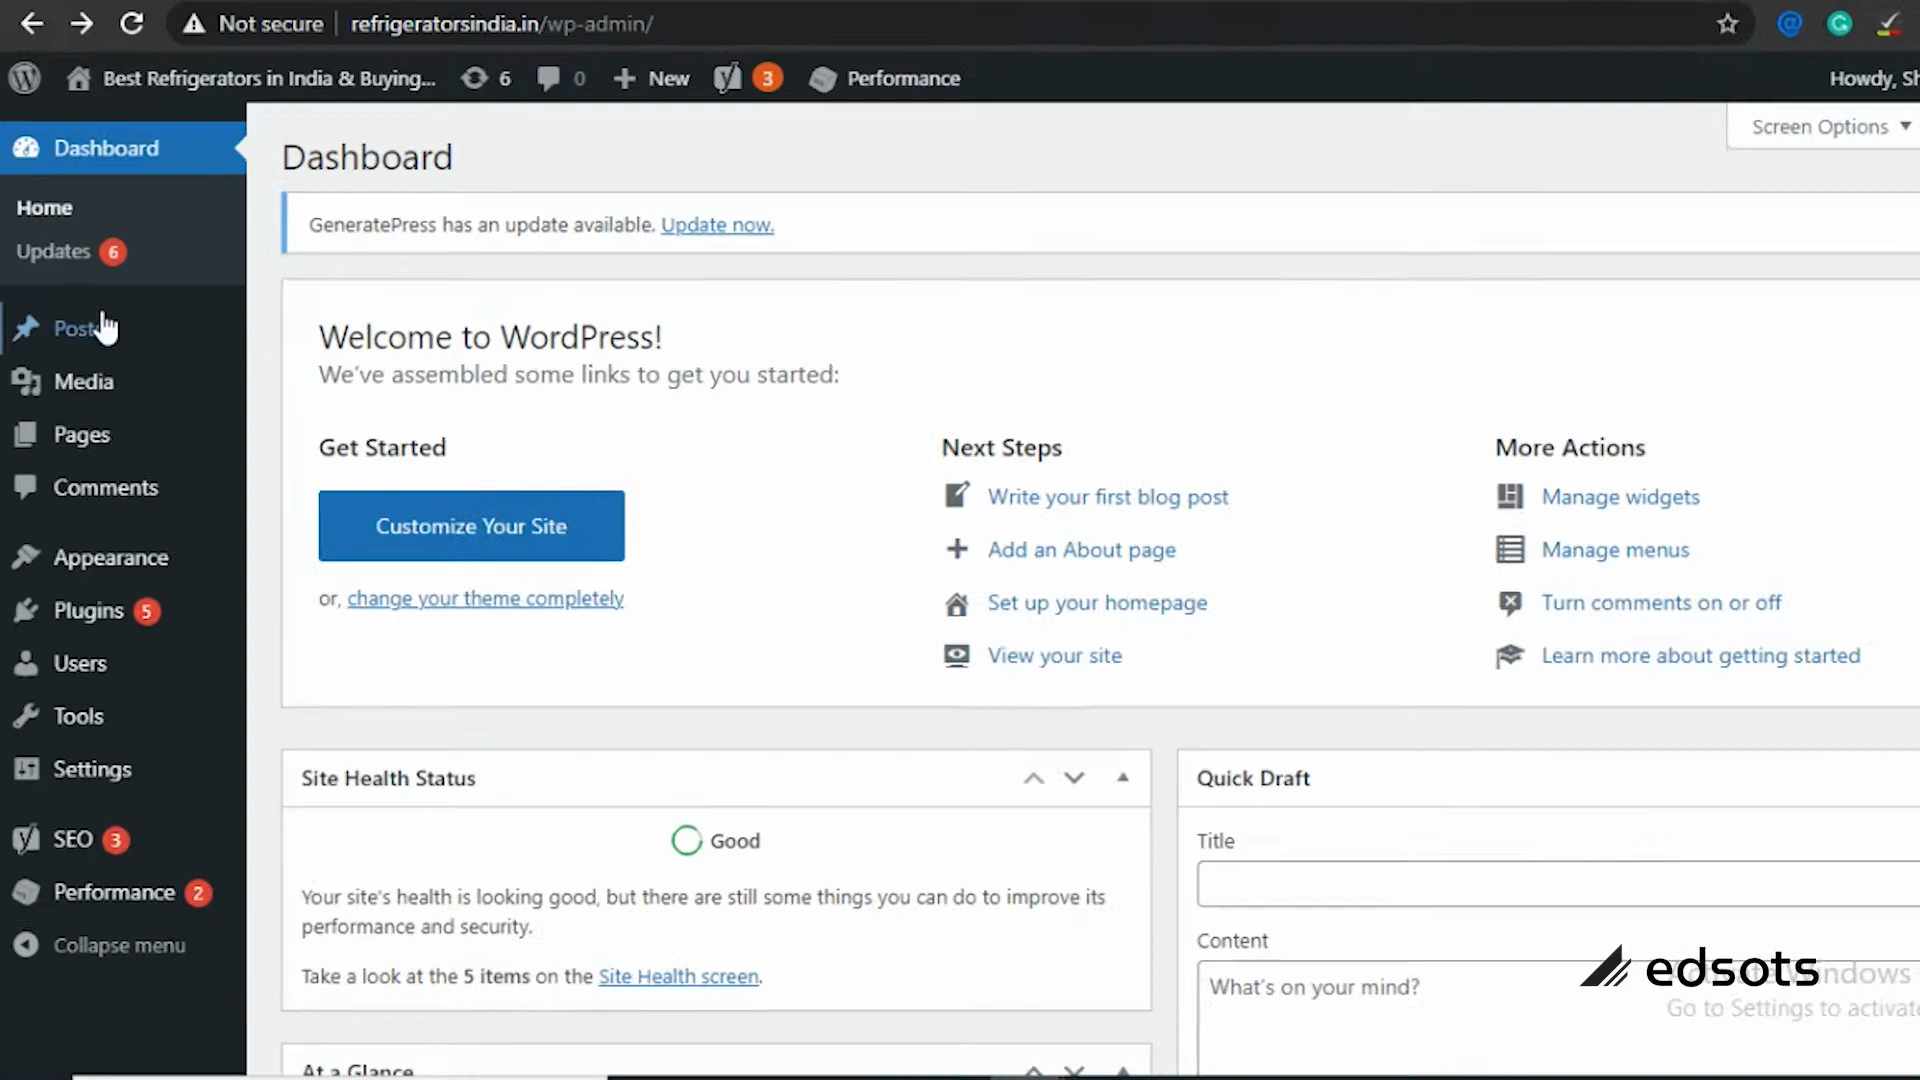 Not secure
refrigeratorsindia.in/wp-admin/
Best Refrigerators in India & Buying...
6
0
New
3
Performance
Howdy, Sh
Dashboard
Home
Updates 6
Posts
Media
Pages
Comments
Appearance
Plugins 5
Users
Tools
Settings
SEO 3
Performance 2
Collapse menu
Screen Options
Dashboard
GeneratePress has an update available. Update now.
Welcome to WordPress!
We've assembled some links to get you started:
Get Started
Customize Your Site
or, change your theme completely
Next Steps
Write your first blog post
Add an About page
Set up your homepage
View your site
More Actions
Manage widgets
Manage menus
Turn comments on or off
Learn more about getting started
Site Health Status
Good
Your site's health is looking good, but there are still some things you can do to improve its
performance and security.
Take a look at the 5 items on the Site Health screen.
At a Glance
Quick Draft
Title
Content
What's on your mind?
edsots
Windows
Go to Settings to activate